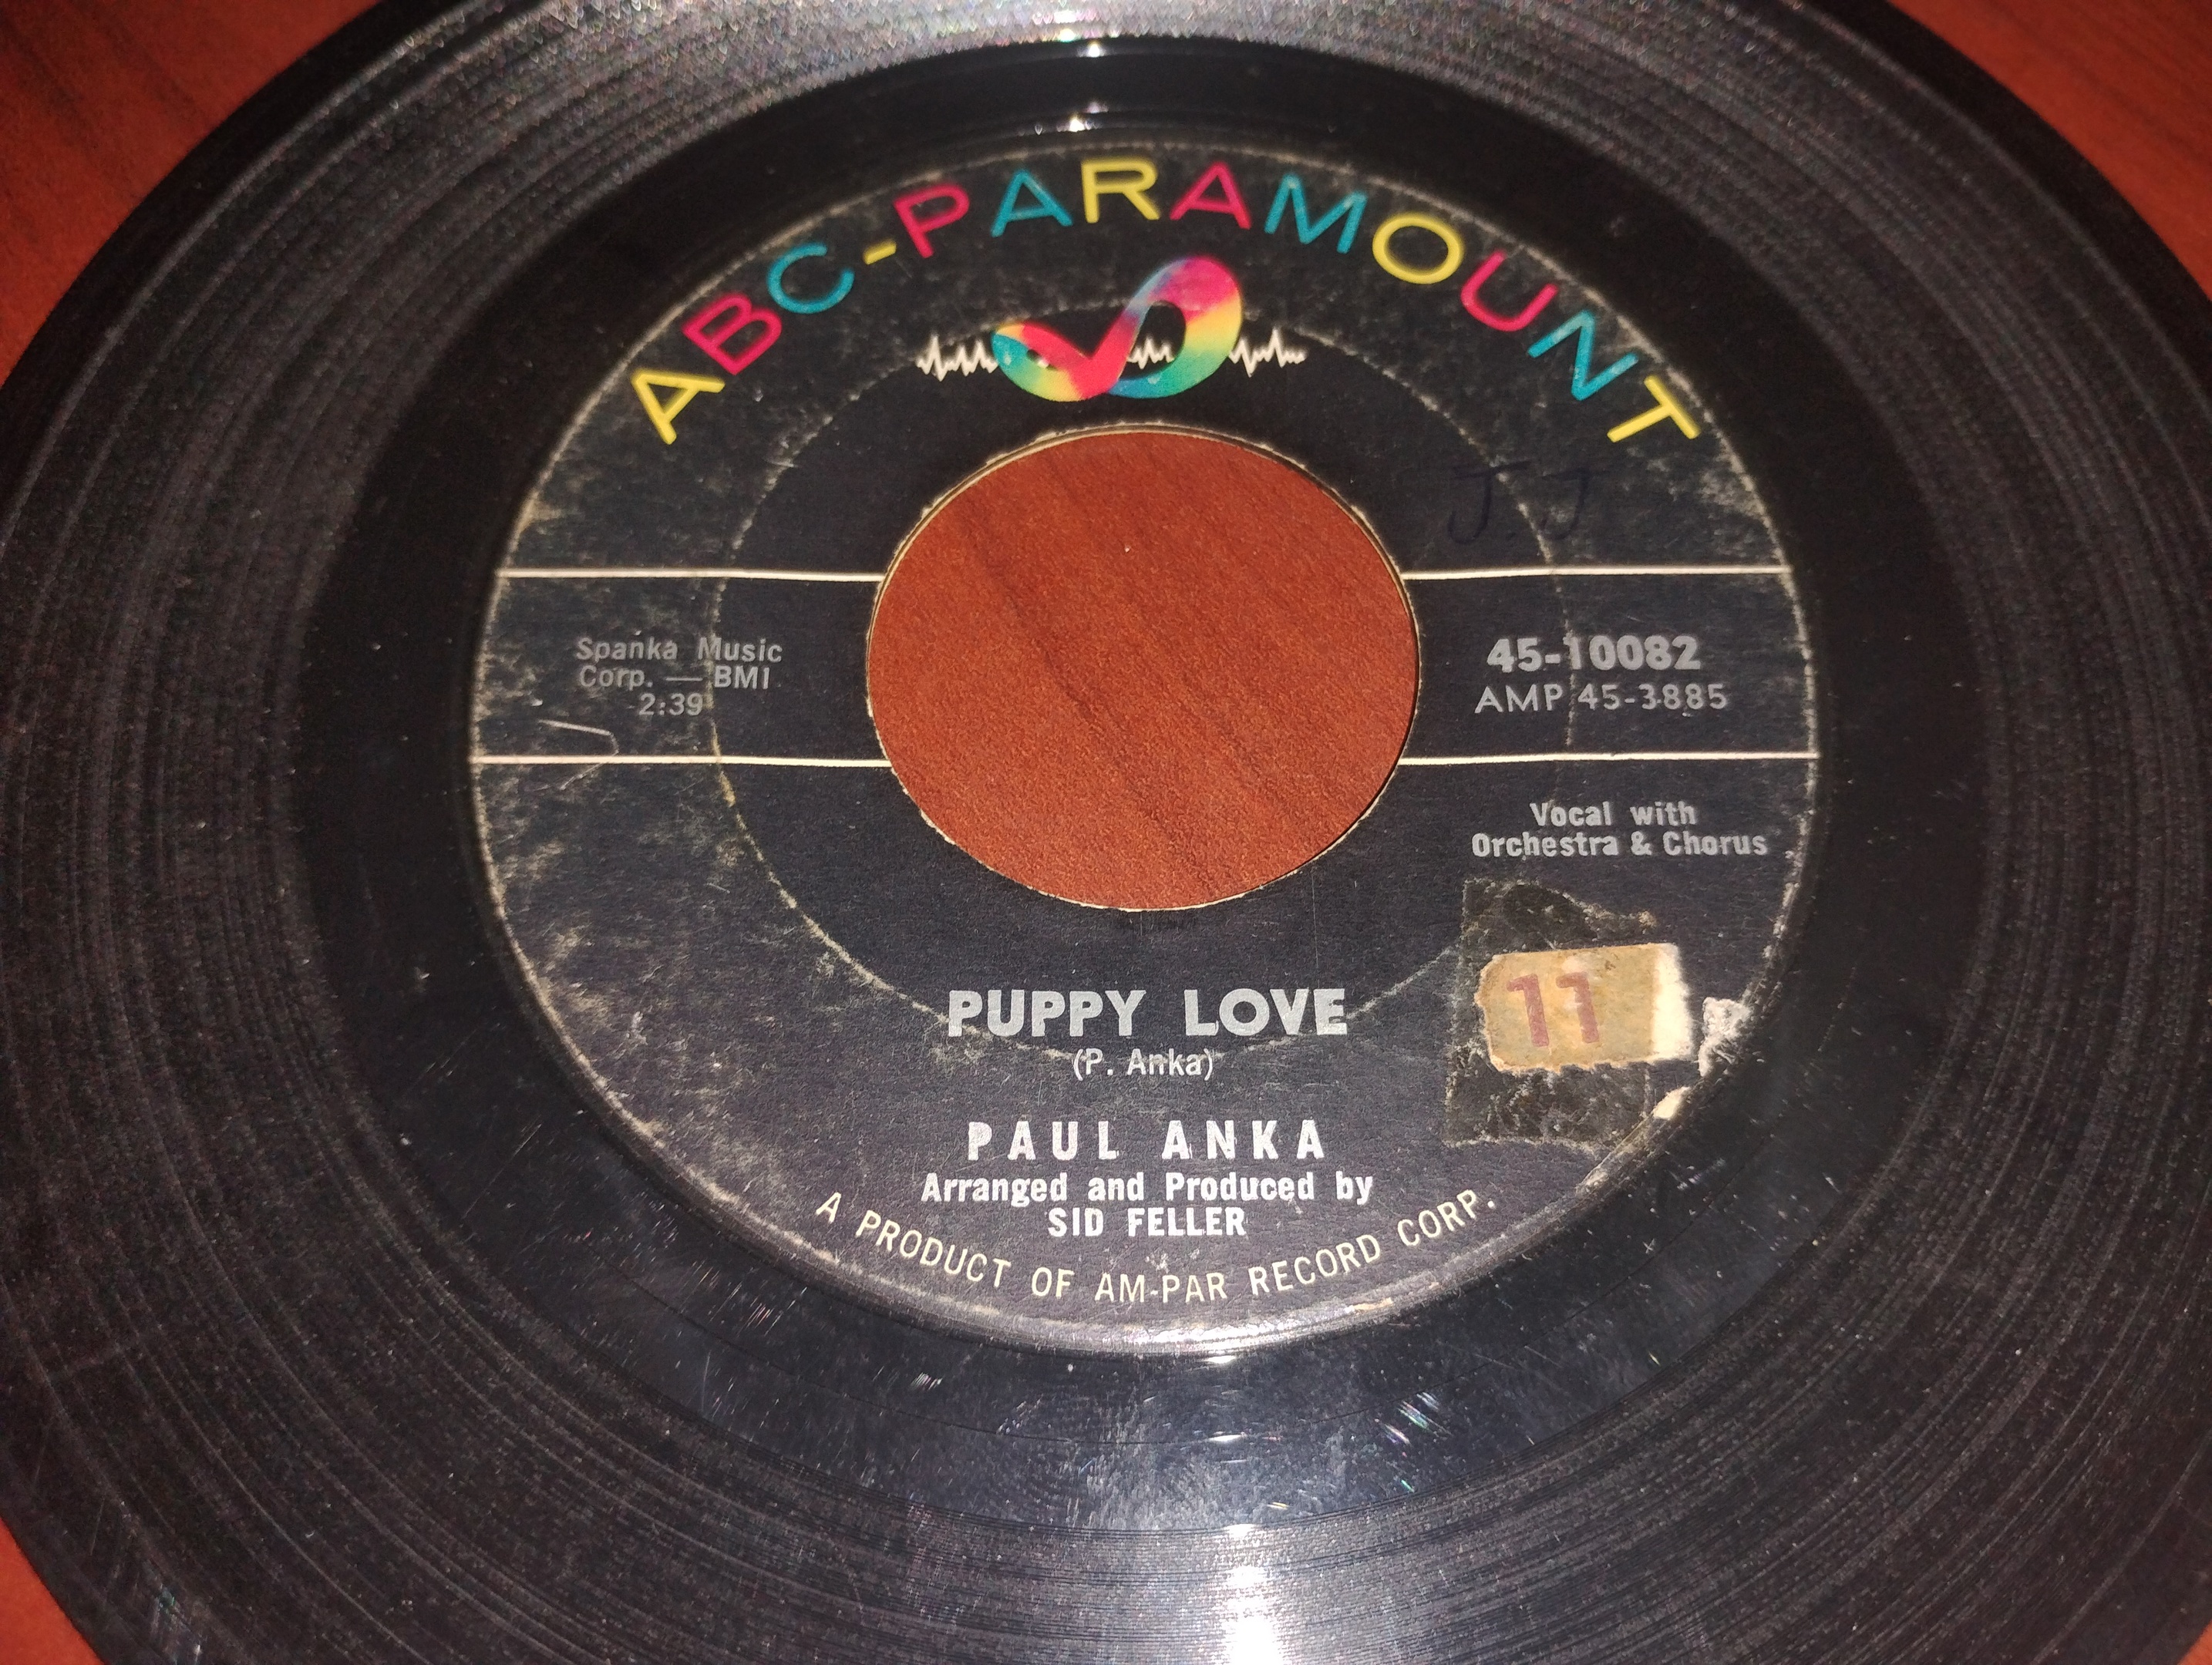 ABC-PARAMOUNT
J.J
Spanka Music
Corp. — BMI
2:39
45-10082
AMP 45-3885
Vocal with
Orchestra & Chorus
11
PUPPY LOVE
(P. Anka)
PAUL ANKA
Arranged and Produced by
SID FELLER
A PRODUCT OF AM-PAR RECORD CORP.